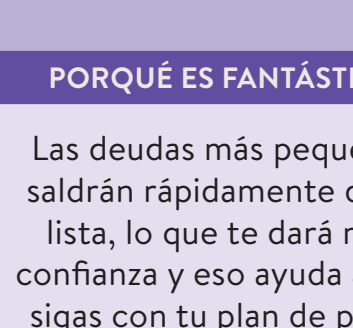 PORQUÉ ES
Las deudas más
saldrán rápidamente
lista, lo que te dará
confianza y eso ayuda
sigas con tu plan de